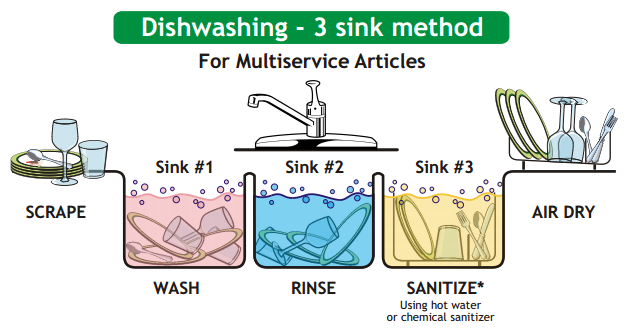 Dishwashing - 3 sink method
For Multiservice Articles
Sink #1
Sink #2
Sink #3
SCRAPE
AIR DRY
WASH
RINSE
SANITIZE*
Using hot water
or chemical sanitizer